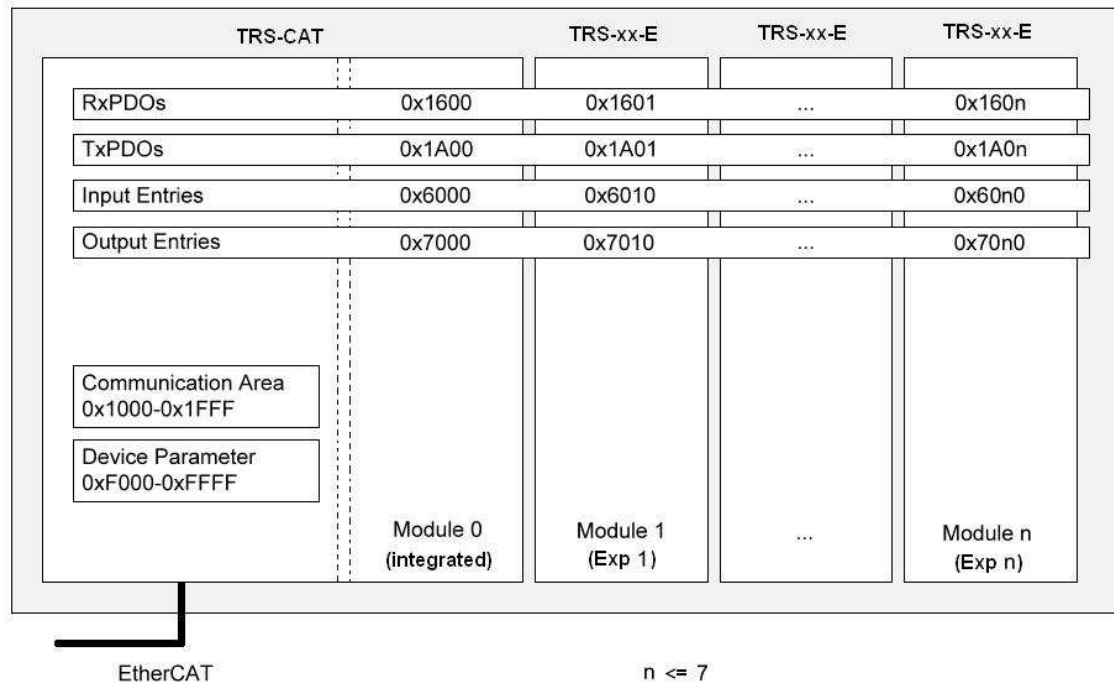 TRS-CAT TRS-xx-E TRS-xx-E TRS-xx-E
RxPDOs 0x1600 0x1601 ... 0x160n
TxPDOs 0x1A00 0x1A01 ... 0x1A0n
Input Entries 0x6000 0x6010 ... 0x60n0
Output Entries 0x7000 0x7010 ... 0x70n0
Communication Area
0x1000-0x1FFF
Device Parameter
0xF000-0xFFFF
Module 0
(integrated)
Module 1
(Exp 1)
...
Module n
(Exp n)
EtherCAT
n <= 7